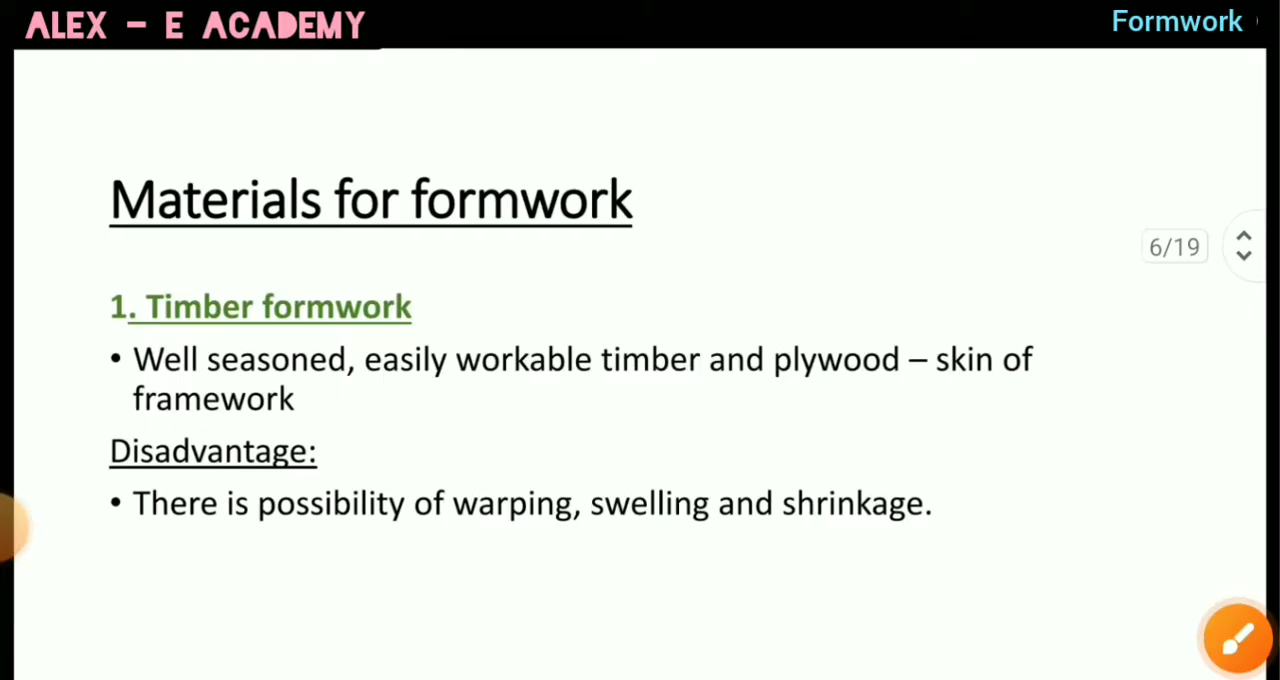 ALEX - E ACADEMY
Formwork
Materials for formwork
6/19
1. Timber formwork
• Well seasoned, easily workable timber and plywood – skin of
framework
Disadvantage:
• There is possibility of warping, swelling and shrinkage.